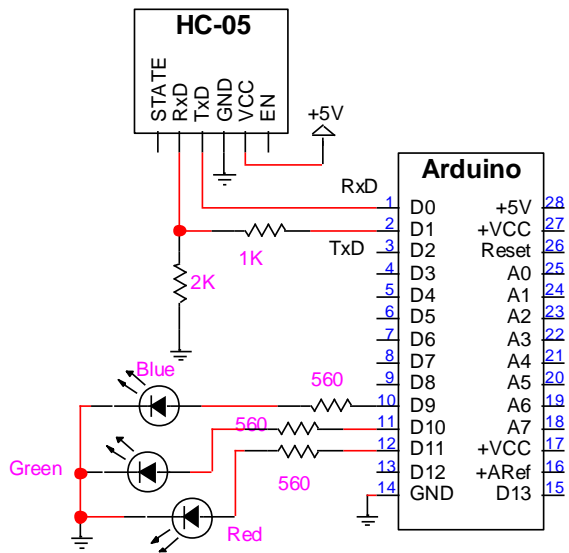 HC-05
STATE
RxD
TxD
GND
VCC
EN
+5V
Arduino
RxD
TxD
1K
2K
1 D0 +5V 28
2 D1 +VCC 27
3 D2 Reset 26
4 D3 A0 25
5 D4 A1 24
6 D5 A2 23
7 D6 A3 22
8 D7 A4 21
9 D8 A5 20
10 D9 A6 19
11 D10 A7 18
12 D11 +VCC 17
13 D12 +ARef 16
14 GND D13 15
Blue
560
560
Green
560
Red